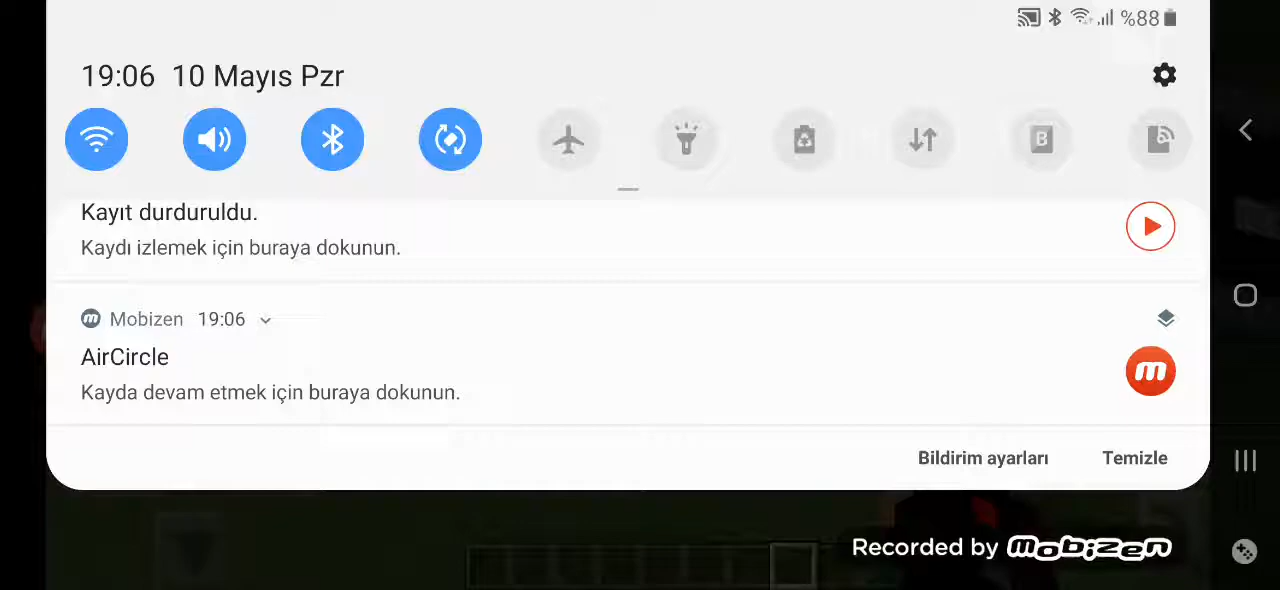 %88
19:06 10 Mayıs Pzr
B
Kayıt durduruldu.
Kaydı izlemek için buraya dokunun.
m Mobizen 19:06
AirCircle
m
Kayda devam etmek için buraya dokunun.
Bildirim ayarları Temizle
Recorded by mobizen